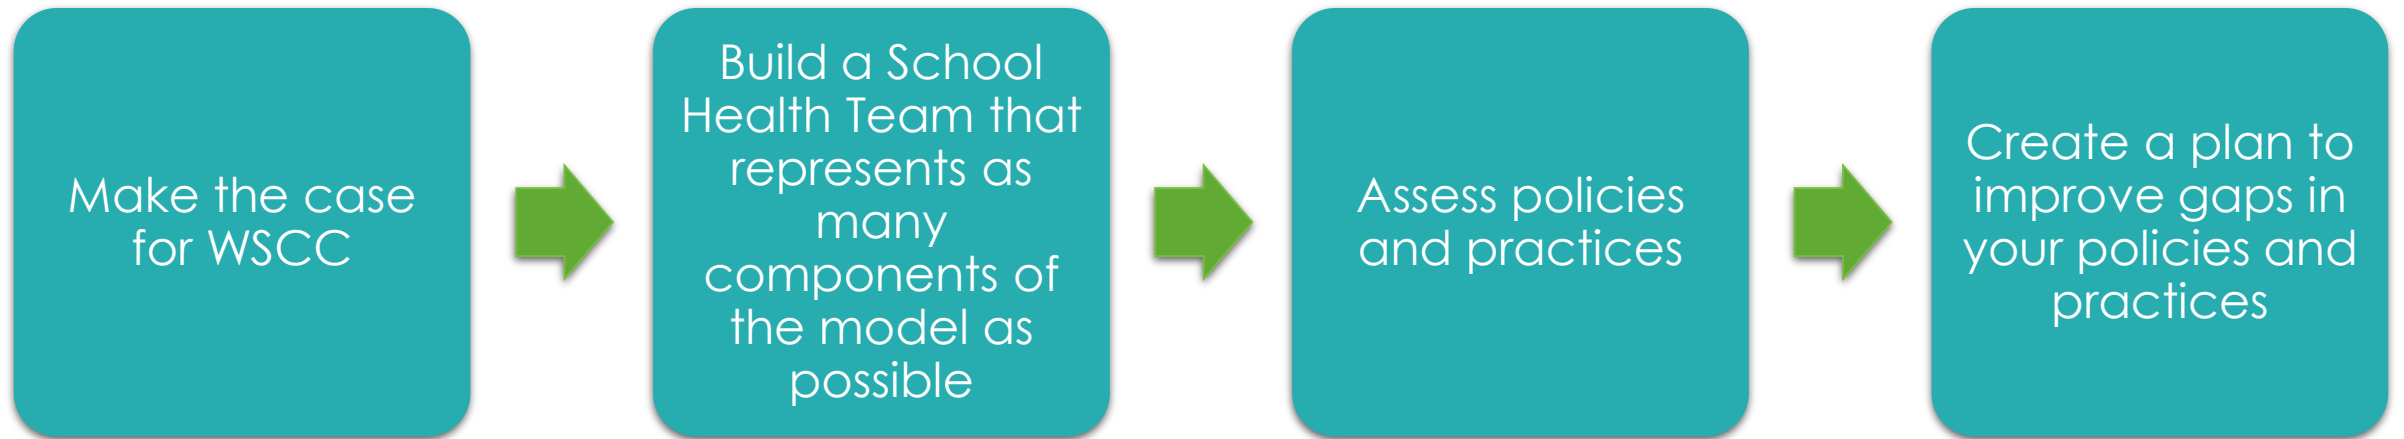 Make the case
for WSCC
Build a School
Health Team that
represents as
many
components of
the model as
possible
Assess policies
and practices
Create a plan to
improve gaps in
your policies and
practices